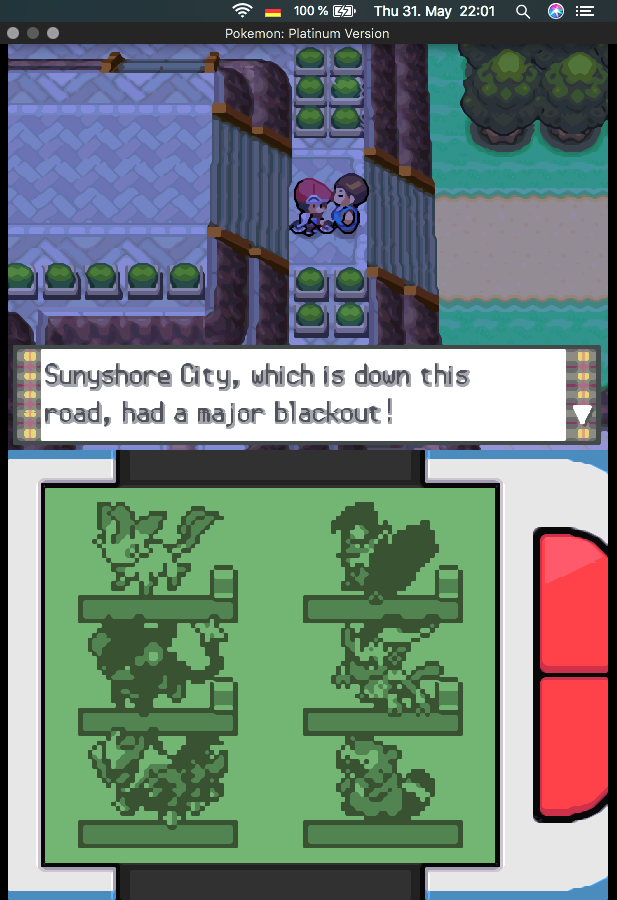 100 % Thu 31. May 22:01
Pokemon: Platinum Version
Sunyshore City, which is down this
road, had a major blackout!